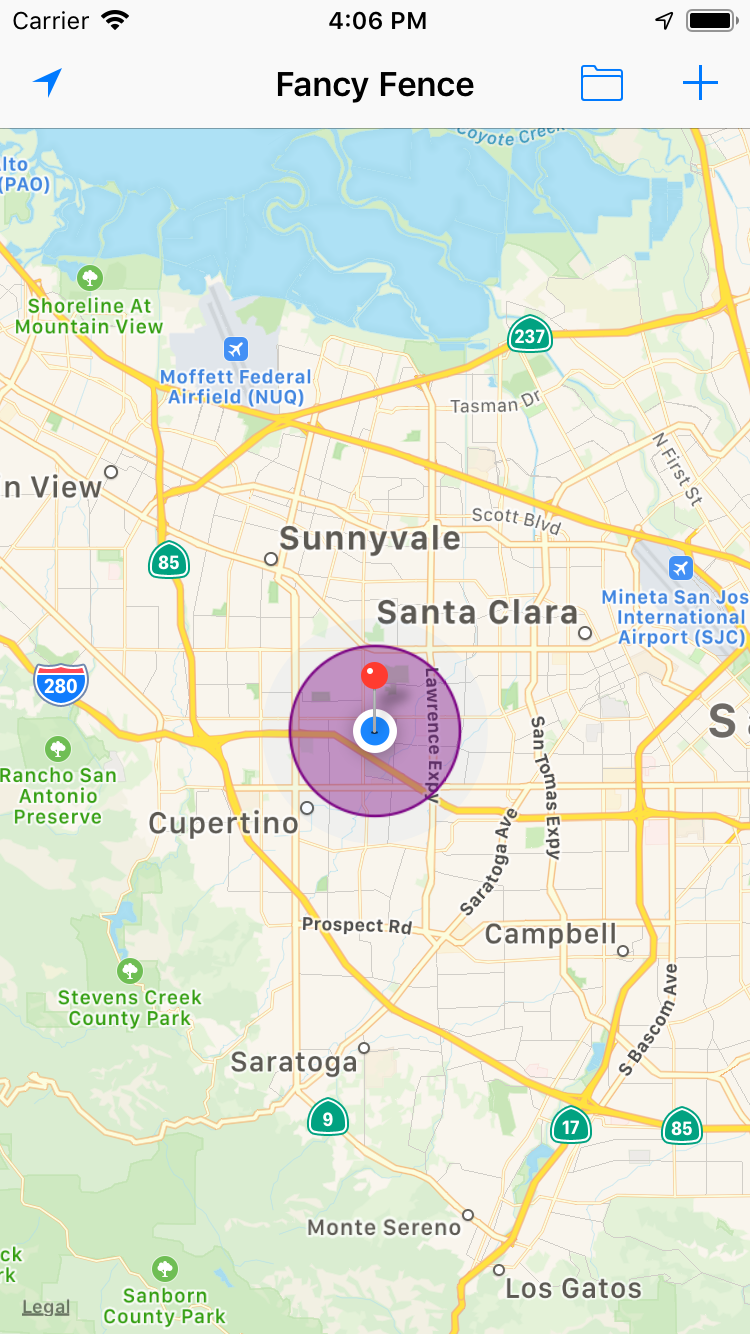 Carrier 4:06 PM
Fancy Fence
Coyote Creek
lto
(PAO)
Shoreline At
Mountain View
237
Moffett Federal
Airfield (NUQ)
Tasman Dr
N First St
n View
Scott Blvd
Sunnyvale
85
Mineta San Jos
International
Airport (SJC)
Santa Clara
280
Lawrence Expy
S
San Tomas Expy
Rancho San
Antonio
Preserve
Cupertino
Saratoga Ave
Prospect Rd
Campbell
Stevens Creek
County Park
S Bascom Ave
Saratoga
9
17
85
Monte Sereno
ck
rk
Sanborn
County Park
Los Gatos
Legal